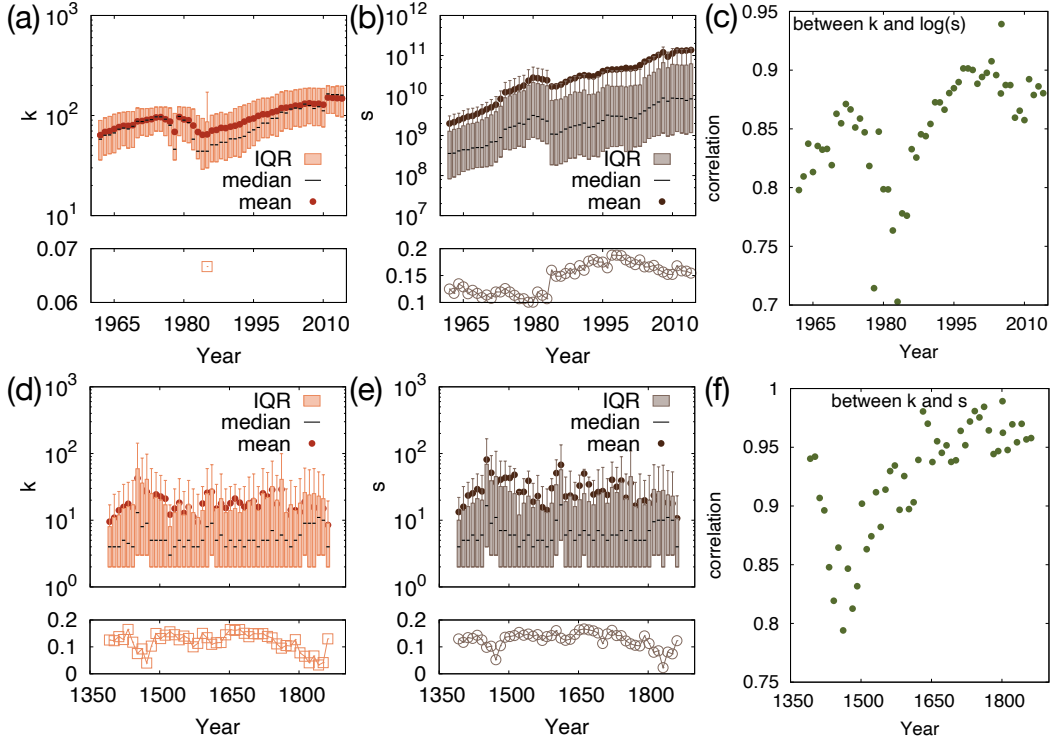 (a)
10^3
10^2
10^1
k
IQR
median
mean
0.07
0.06
1965 1980 1995 2010
Year
(b)
10^12
10^11
10^10
10^9
10^8
10^7
s
IQR
median
mean
0.2
0.15
0.1
1965 1980 1995 2010
Year
(c)
between k and log(s)
0.95
0.9
0.85
0.8
0.75
0.7
correlation
1965 1980 1995 2010
Year
(d)
10^3
10^2
10^1
10^0
k
IQR
median
mean
0.2
0.1
0
1350 1500 1650 1800
Year
(e)
10^3
10^2
10^1
10^0
s
IQR
median
mean
0.2
0.1
0
1350 1500 1650 1800
Year
(f)
between k and s
1
0.95
0.9
0.85
0.8
0.75
correlation
1350 1500 1650 1800
Year